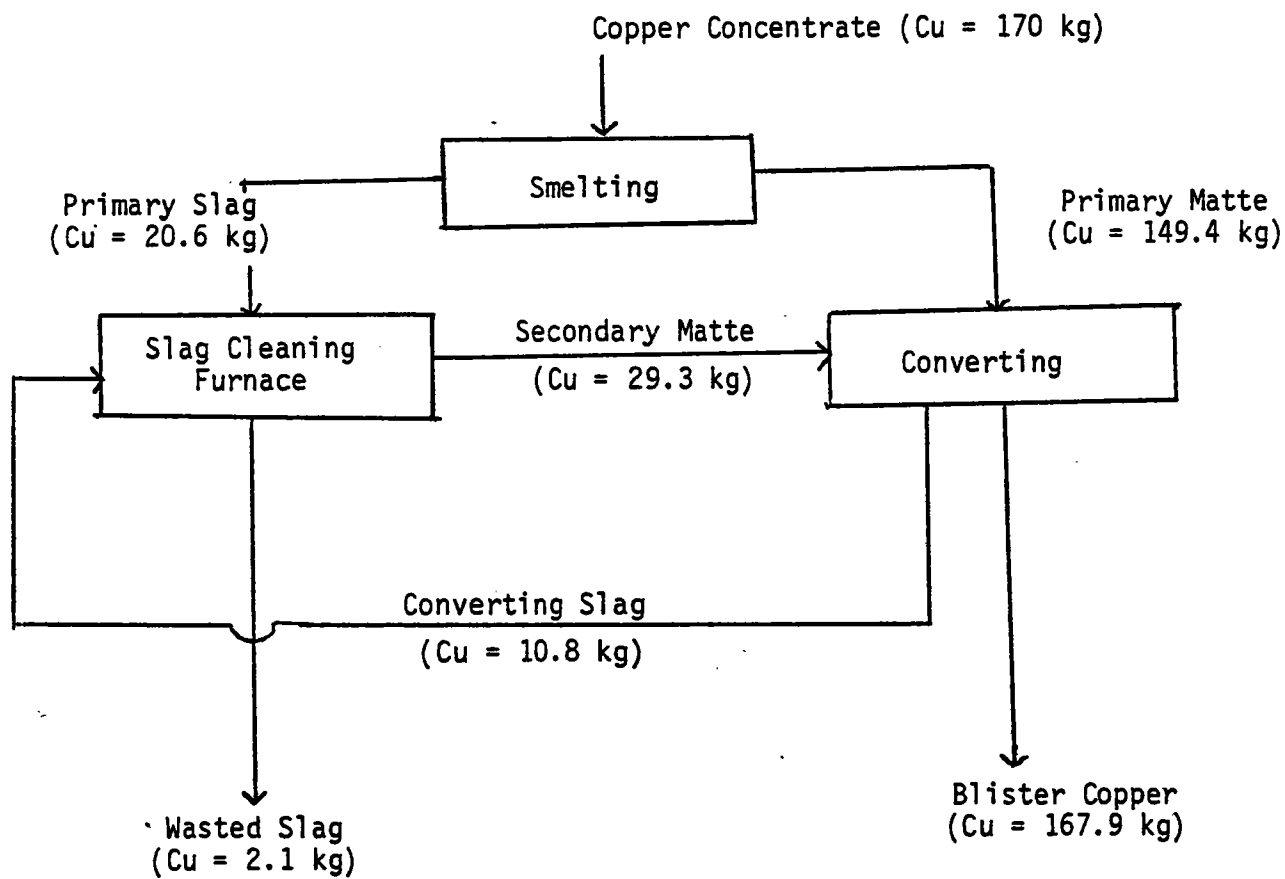 Copper Concentrate (Cu = 170 kg)
Smelting
Primary Slag
(Cu = 20.6 kg)
Primary Matte
(Cu = 149.4 kg)
Slag Cleaning
Furnace
Secondary Matte
(Cu = 29.3 kg)
Converting
Converting Slag
(Cu = 10.8 kg)
Wasted Slag
(Cu = 2.1 kg)
Blister Copper
(Cu = 167.9 kg)